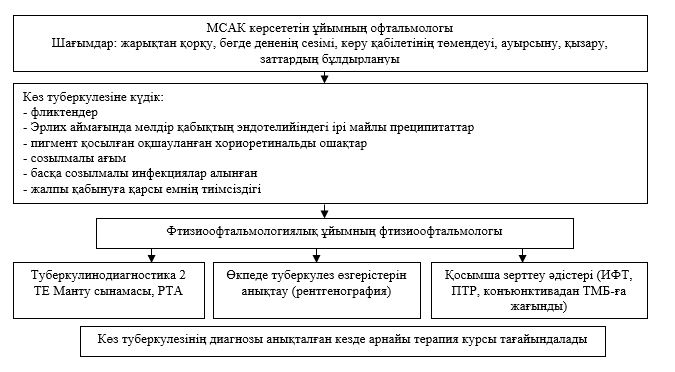 МСАК көрсететін ұйымның офтальмологы
Шағымдар: жарықтан қорқу, бөгде дененің сезімі, көру қабілетінің төмендеуі, ауырсыну, қызару,
заттардың бұлдырлануы
Көз туберкулезіне күдік:
- фликтендер
- Эрлих аймағында мөлдір қабықтың эндотелийіндегі ірі майлы преципитаттар
- пигмент қосылған оқшауланған хориоретинальды ошақтар
- созылмалы ағым
- басқа созылмалы инфекциялар алынған
- жалпы қабынуға қарсы емнің тиімсіздігі
Фтизиоофтальмологиялық ұйымның фтизиоофтальмологы
Туберкулинодиагностика 2
ТЕ Манту сынамасы, РТА
Өкпеде туберкулез өзгерістерін
анықтау (рентгенография)
Қосымша зерттеу әдістері (ИФТ,
ПТР, конъюнктивадан ТМБ-ға
жағынды)
Көз туберкулезінің диагнозы анықталған кезде арнайы терапия курсы тағайындалады